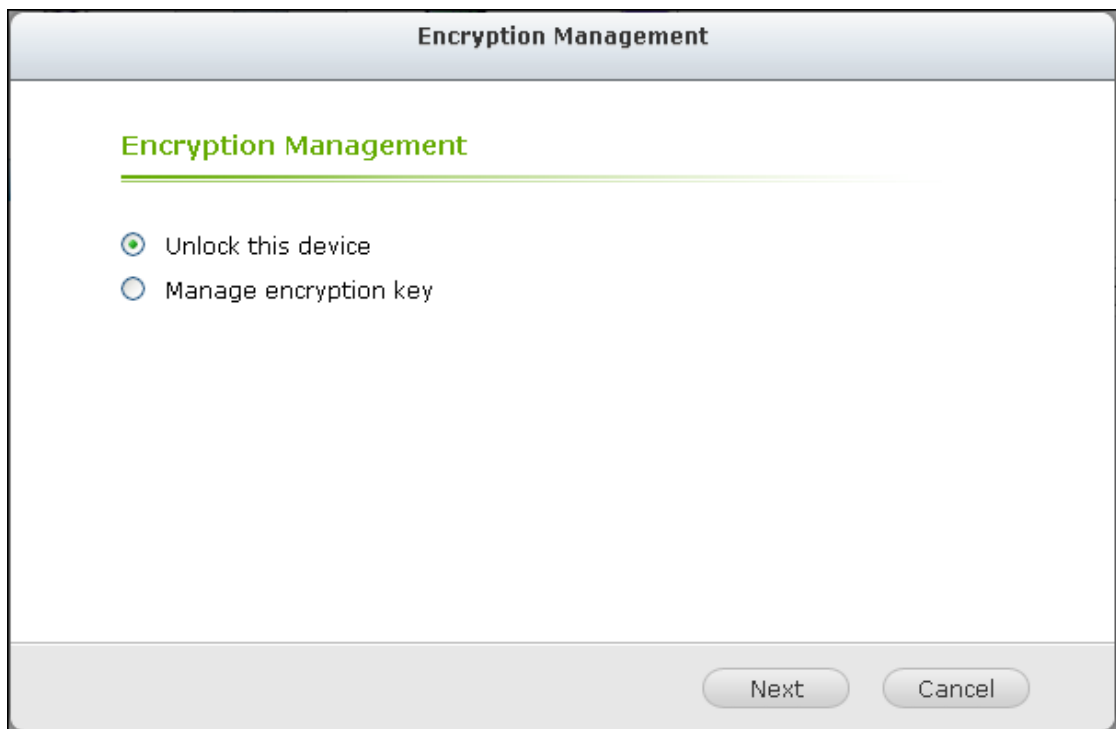 Encryption Management
Encryption Management
Unlock this device
Manage encryption key
Next Cancel